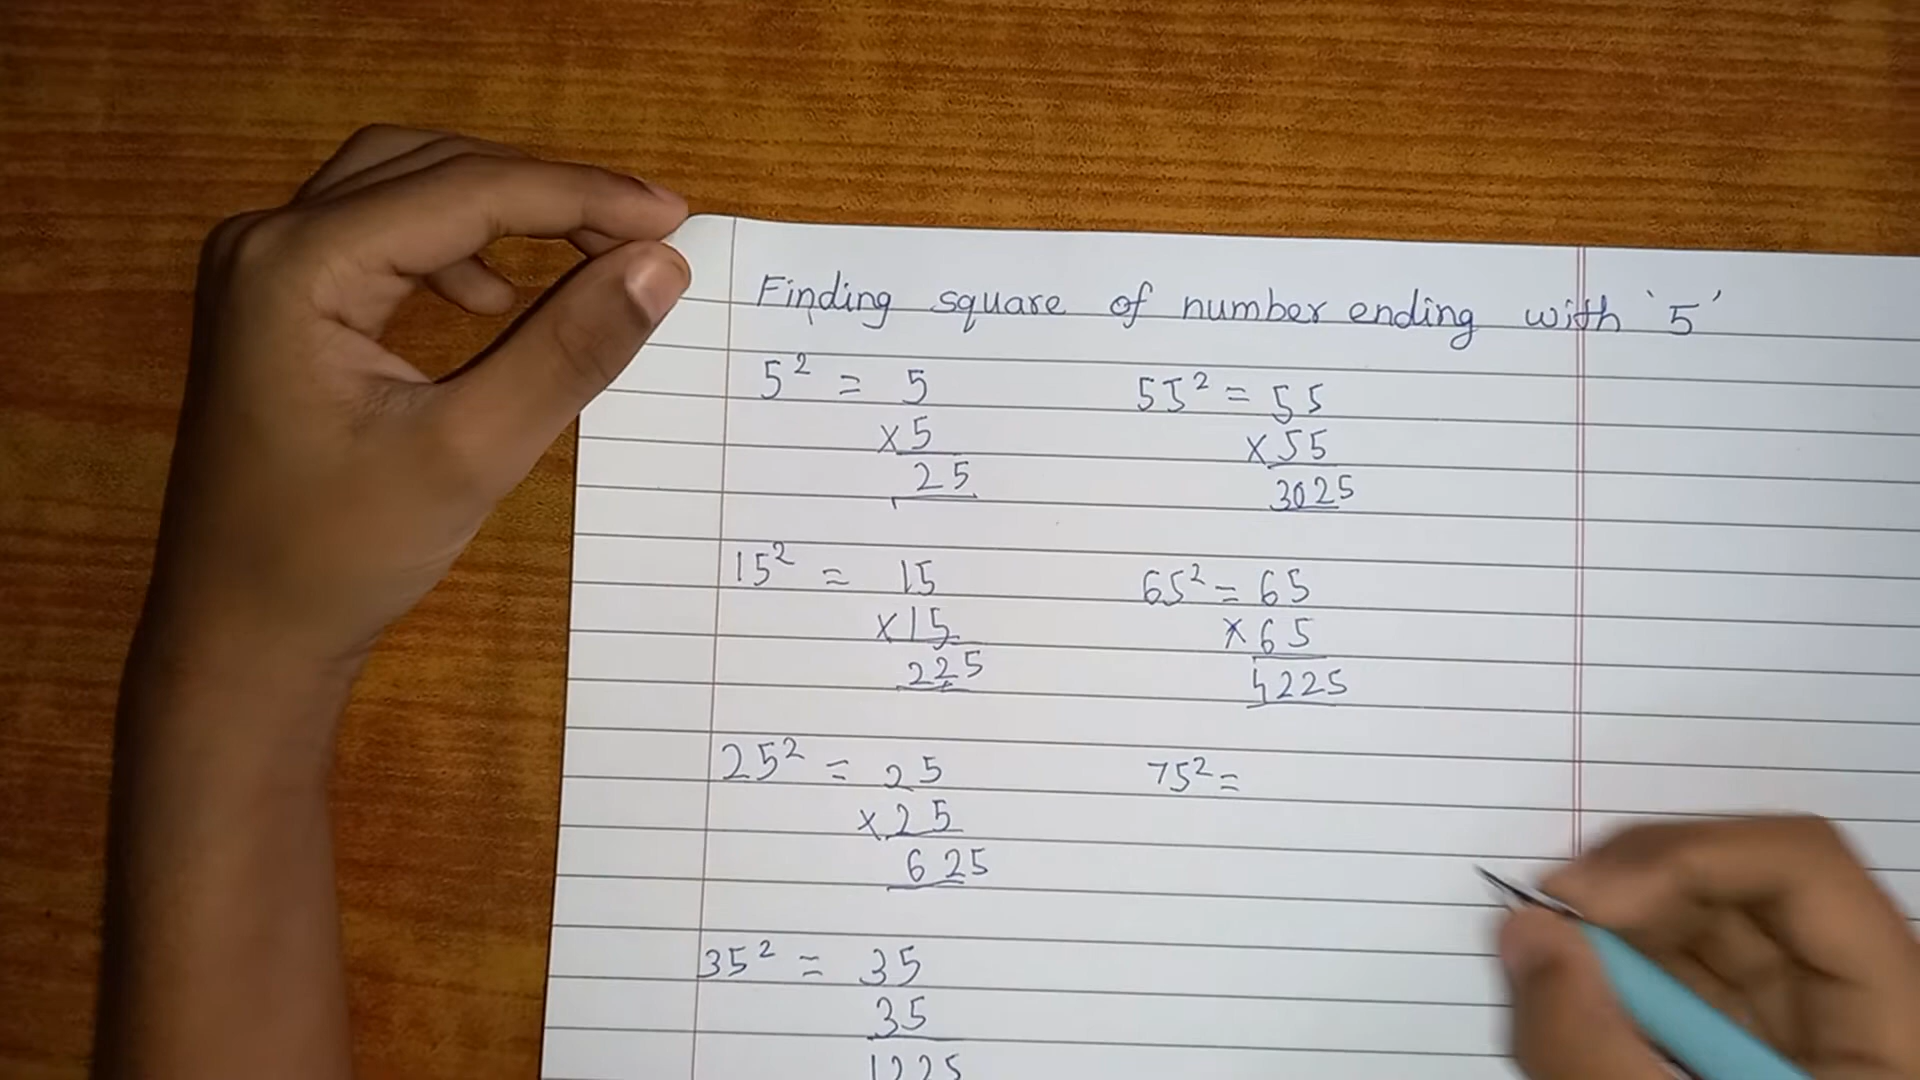 Finding square of number ending with '5'
5² = 5
×5
25
15² = 15
×15
225
25² = 25
×25
625
35² = 35
35
1225
55² = 55
×55
3025
65² = 65
×65
4225
75² =